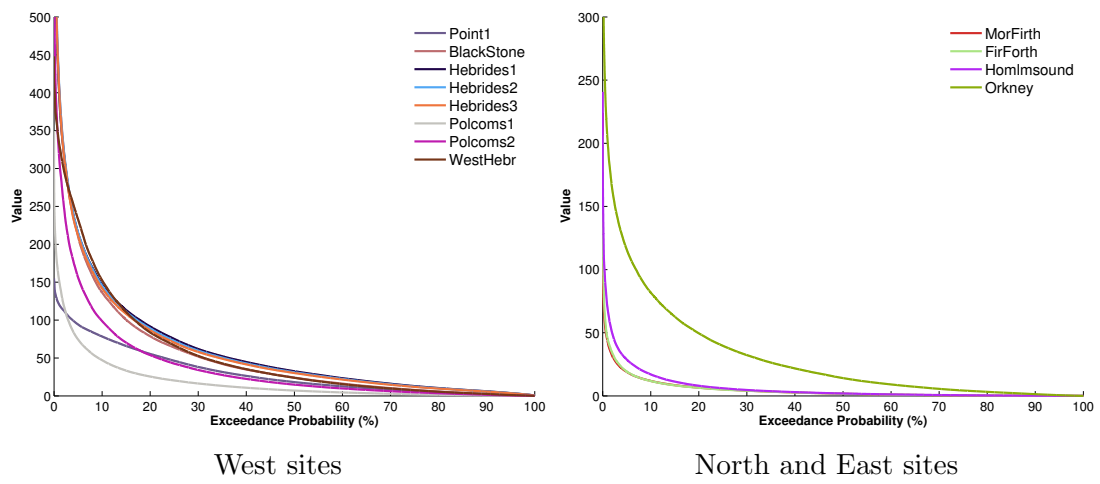 500
450
400
350
300
250
200
150
100
50
0
Value
Point1
BlackStone
Hebrides1
Hebrides2
Hebrides3
Polcoms1
Polcoms2
WestHebr
0 10 20 30 40 50 60 70 80 90 100
Exceedance Probability (%)
West sites
300
250
200
150
100
50
0
Value
MorFirth
FirForth
Homlmsound
Orkney
0 10 20 30 40 50 60 70 80 90 100
Exceedance Probability (%)
North and East sites